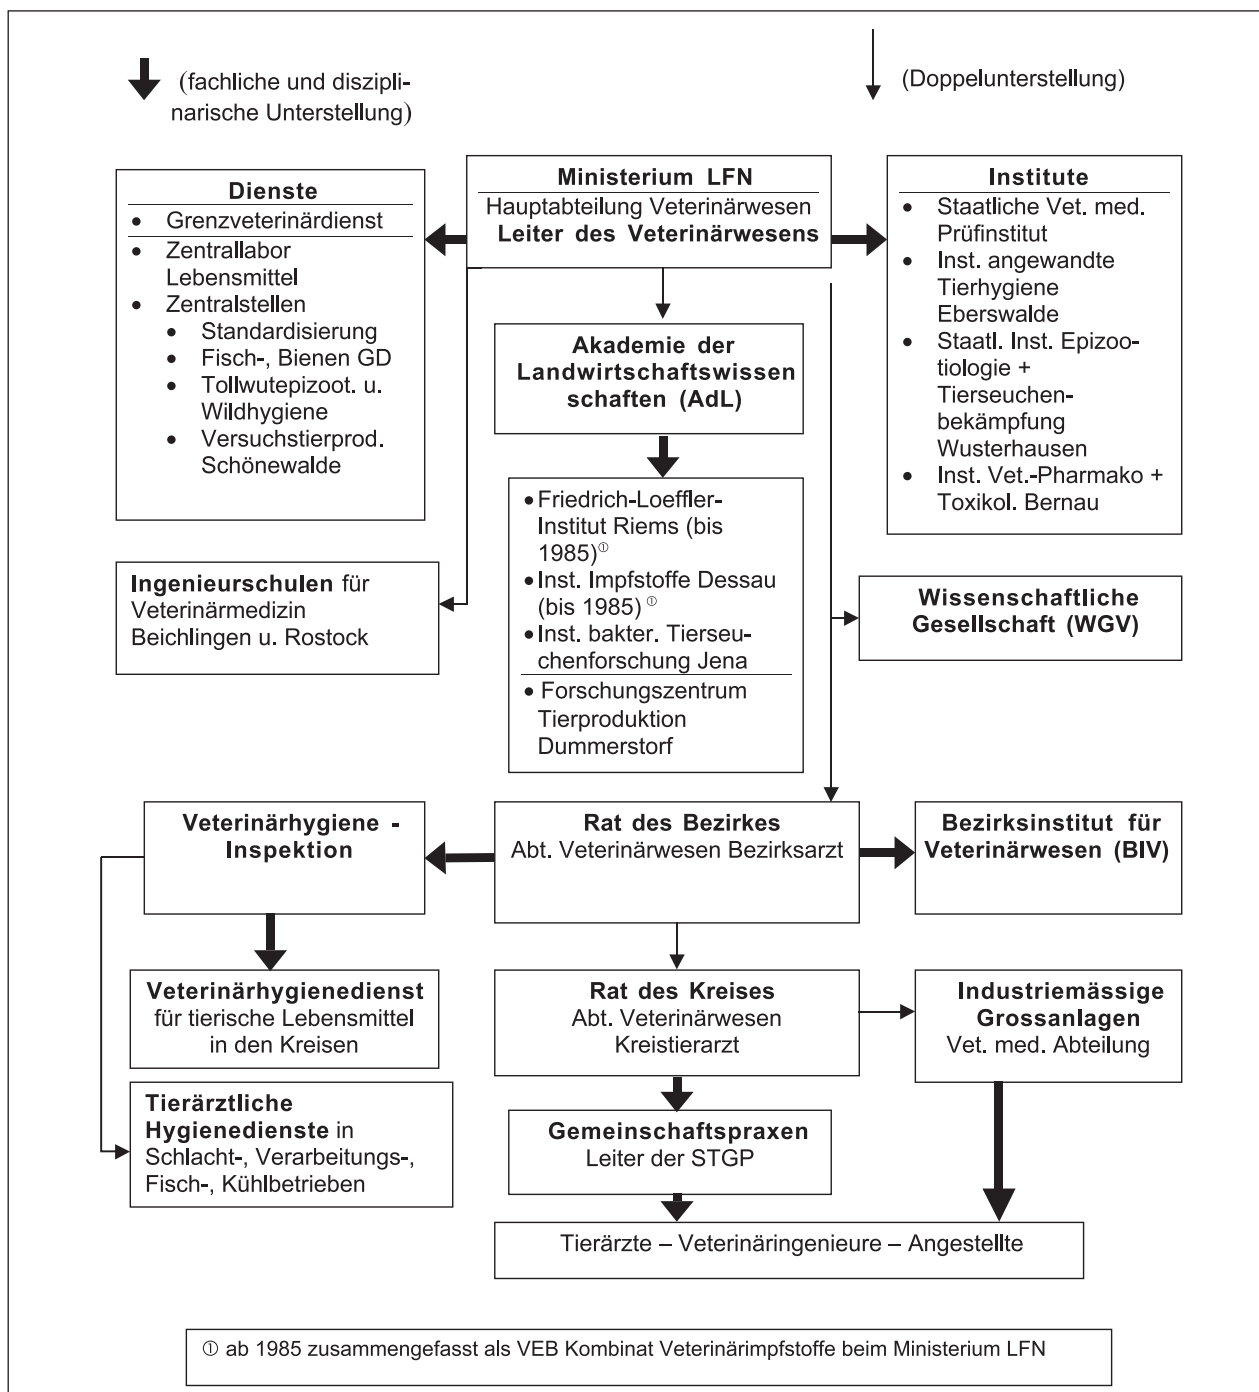 (fachliche und diszipli-
narische Unterstellung)
(Doppelunterstellung)
Dienste
• Grenzveterinärdienst
• Zentrallabor
Lebensmittel
• Zentralstellen
• Standardisierung
• Fisch-, Bienen GD
• Tollwutepizoot. u.
Wildhygiene
• Versuchstierprod.
Schönewalde
Ministerium LFN
Hauptabteilung Veterinärwesen
Leiter des Veterinärwesens
Institute
• Staatliche Vet. med.
Prüfinstitut
• Inst. angewandte
Tierhygiene
Eberswalde
• Staatl. Inst. Epizoo-
tiologie +
Tierseuchen-
bekämpfung
Wusterhausen
• Inst. Vet.-Pharmako +
Toxikol. Bernau
Akademie der
Landwirtschaftswissen
schaften (AdL)
• Friedrich-Loeffler-
Institut Riems (bis
1985)①
• Inst. Impfstoffe Dessau
(bis 1985) ①
• Inst. bakter. Tierseu-
chenforschung Jena
• Forschungszentrum
Tierproduktion
Dummerstorf
Ingenieurschulen für
Veterinärmedizin
Beichlingen u. Rostock
Wissenschaftliche
Gesellschaft (WGV)
Veterinärhygiene -
Inspektion
Rat des Bezirkes
Abt. Veterinärwesen Bezirksarzt
Bezirksinstitut für
Veterinärwesen (BIV)
Veterinärhygienedienst
für tierische Lebensmittel
in den Kreisen
Rat des Kreises
Abt. Veterinärwesen
Kreistierarzt
Industriemässige
Grossanlagen
Vet. med. Abteilung
Tierärztliche
Hygienedienste in
Schlacht-, Verarbeitungs-,
Fisch-, Kühlbetrieben
Gemeinschaftspraxen
Leiter der STGP
Tierärzte – Veterinäringenieure – Angestellte
① ab 1985 zusammengefasst als VEB Kombinat Veterinärimpfstoffe beim Ministerium LFN